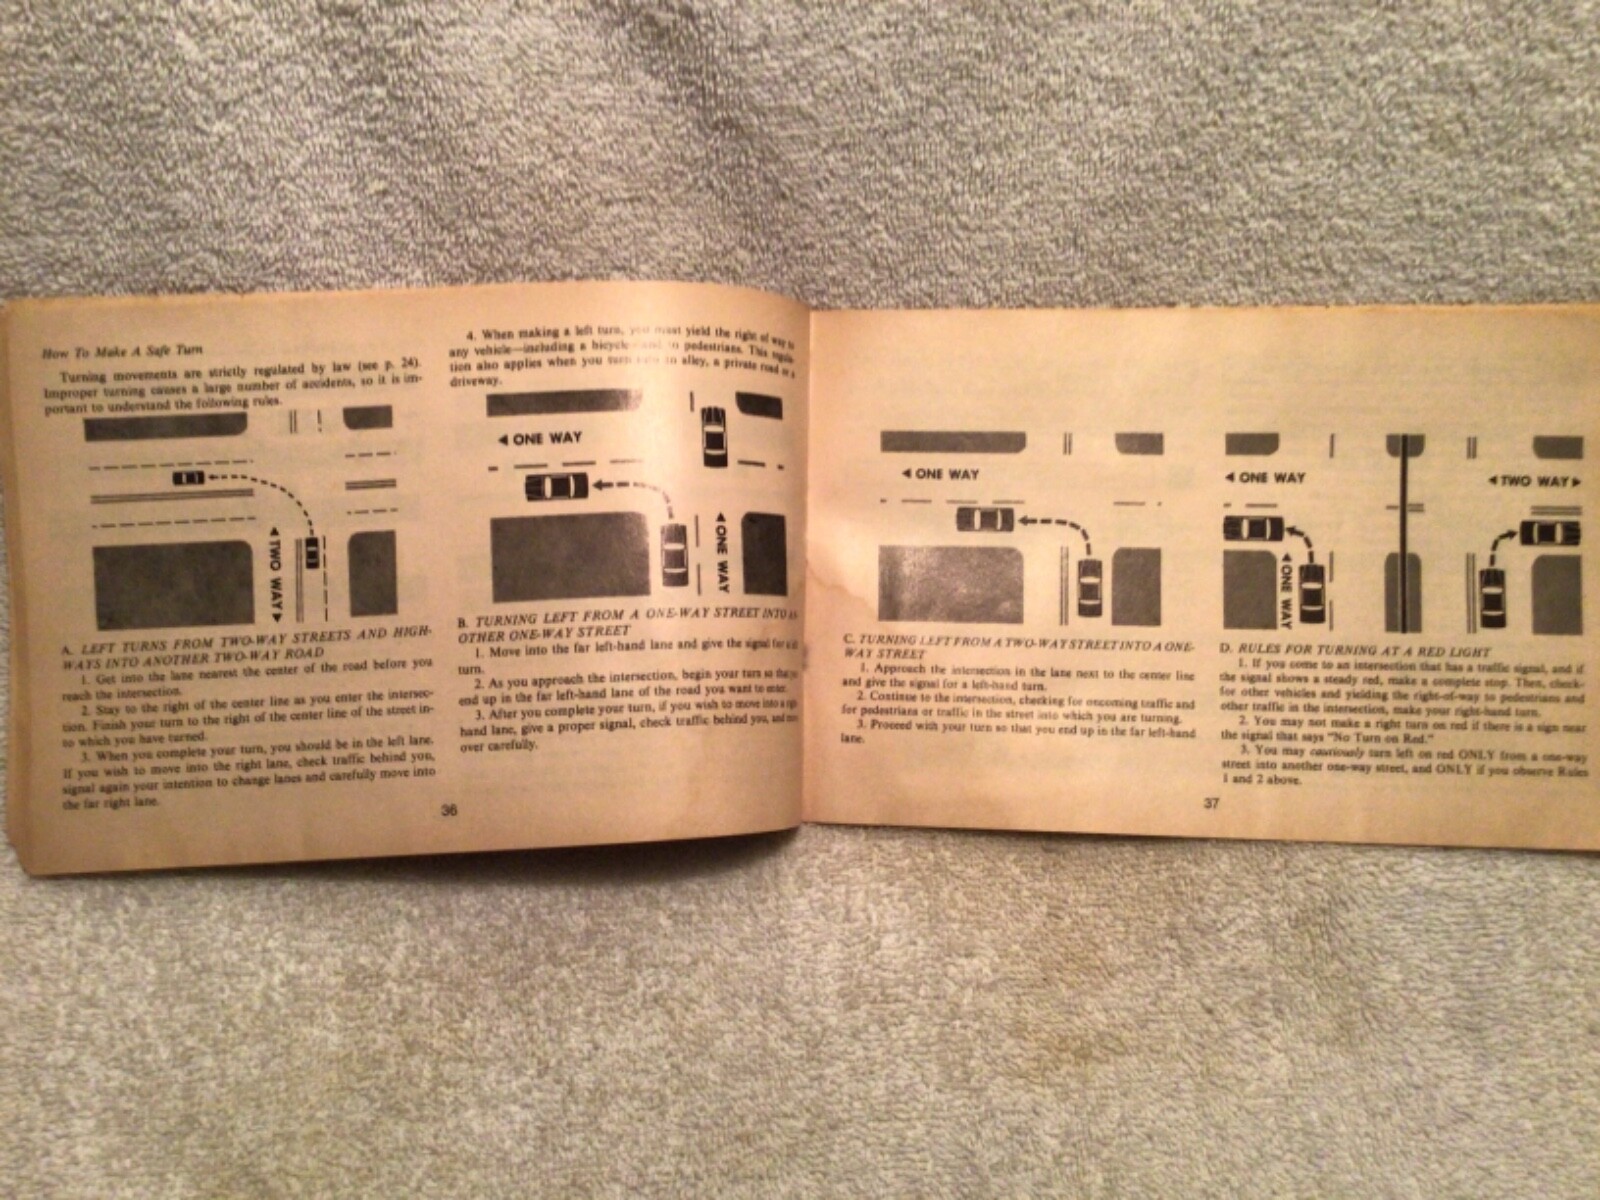 How To Make A Safe Turn
Turning movements are strictly regulated by law (see p. 24).
Improper turning causes a large number of accidents, so it is im-
portant to understand the following rules.
TWO WAY
A. LEFT TURNS FROM TWO-WAY STREETS AND HIGH-
WAYS INTO ANOTHER TWO-WAY ROAD
1. Get into the lane nearest the center of the road before you
reach the intersection.
2. Stay to the right of the center line as you enter the intersec-
tion. Finish your turn to the right of the center line of the street in-
to which you have turned.
3. When you complete your turn, you should be in the left lane.
If you wish to move into the right lane, check traffic behind you,
signal again your intention to change lanes and carefully move into
the far right lane.
4. When making a left turn, you must yield the right of way to
any vehicle—including a bicycle—and to pedestrians. This regula-
tion also applies when you turn into an alley, a private road or a
driveway.
ONE WAY
ONE WAY
B. TURNING LEFT FROM A ONE-WAY STREET INTO AN-
OTHER ONE-WAY STREET
1. Move into the far left-hand lane and give the signal for a left
turn.
2. As you approach the intersection, begin your turn so that you
end up in the far left-hand lane of the road you want to enter.
3. After you complete your turn, if you wish to move into a right
hand lane, give a proper signal, check traffic behind you, and move
over carefully.
36
ONE WAY
C. TURNING LEFT FROM A TWO-WAY STREET INTO A ONE-
WAY STREET
1. Approach the intersection in the lane next to the center line
and give the signal for a left-hand turn.
2. Continue to the intersection, checking for oncoming traffic and
for pedestrians or traffic in the street into which you are turning.
3. Proceed with your turn so that you end up in the far left-hand
lane.
ONE WAY
TWO WAY
ONE WAY
D. RULES FOR TURNING AT A RED LIGHT
1. If you come to an intersection that has a traffic signal, and if
the signal shows a steady red, make a complete stop. Then, check-
for other vehicles and yielding the right-of-way to pedestrians and
other traffic in the intersection, make your right-hand turn.
2. You may not make a right turn on red if there is a sign near
the signal that says "No Turn on Red."
3. You may cautiously turn left on red ONLY from a one-way
street into another one-way street, and ONLY if you observe Rules
1 and 2 above.
37